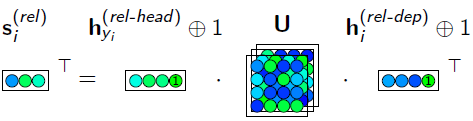 s_i^{(rel)} h_{y_i}^{(rel-head)} ⊕ 1 U h_i^{(rel-dep)} ⊕ 1
⊤ = 1 · · 1 ⊤